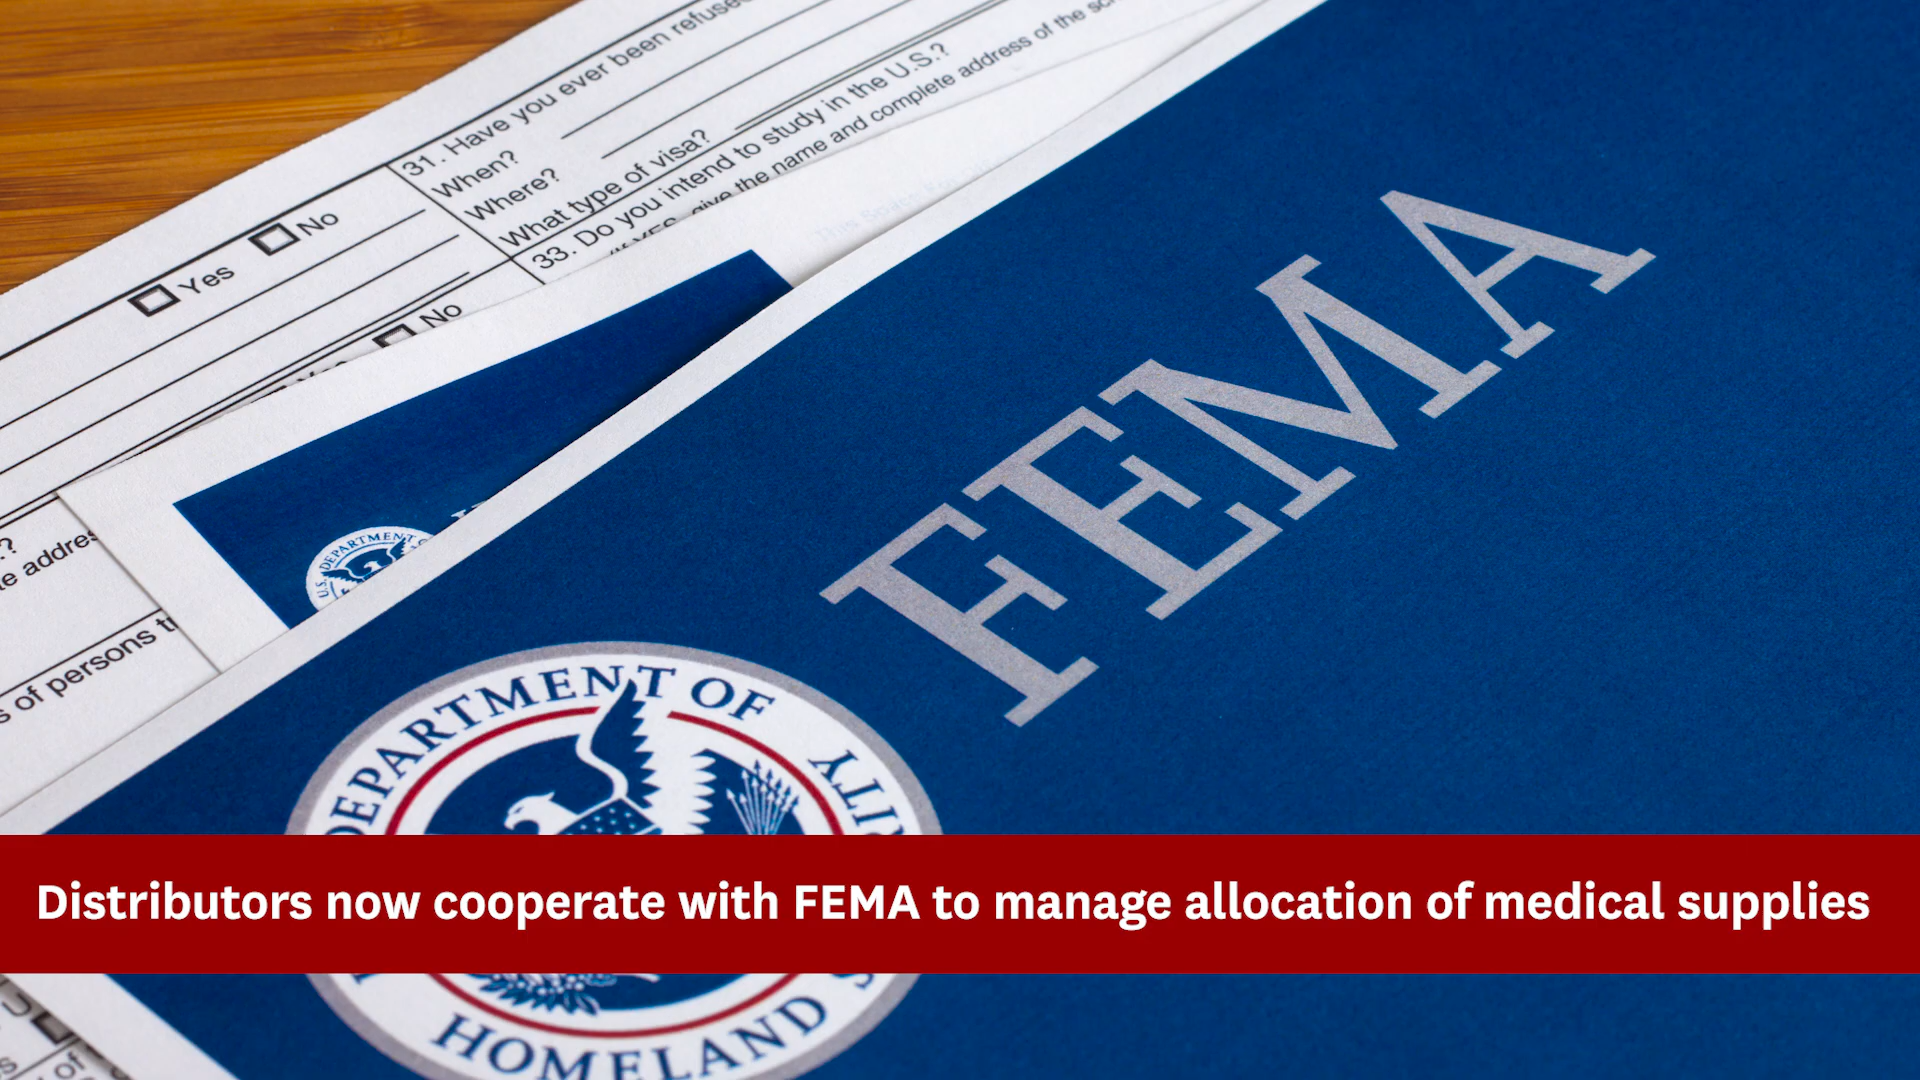 31. Have you ever been refused
When?
Where?
What type of visa?
No
Yes
33. Do you intend to study in the U.S.?
give the name and complete address of the
No
U.S. DEPARTMENT
addres
of persons
FEMA
DEPARTMENT OF
HOMELAND
Distributors now cooperate with FEMA to manage allocation of medical supplies
of